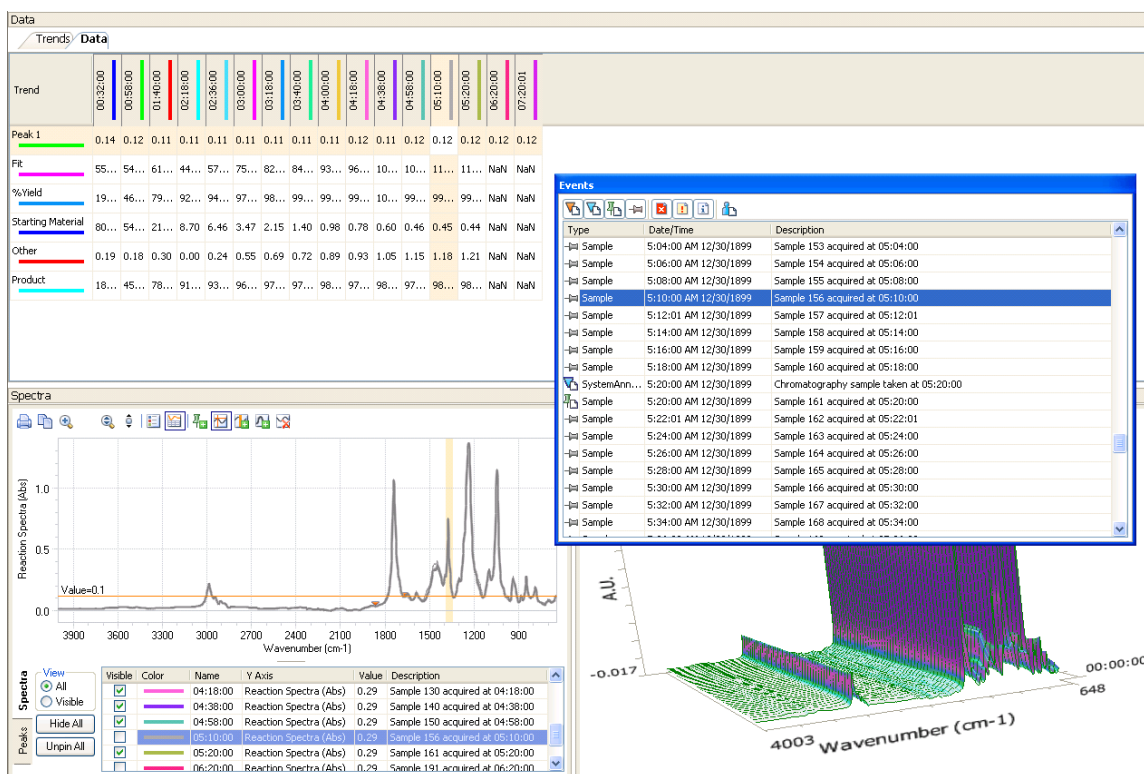 Data
Trends Data
Trend 00:32:00 00:58:00 01:40:00 02:18:00 02:36:00 03:00:00 03:18:00 03:40:00 04:00:00 04:18:00 04:38:00 04:58:00 05:10:00 05:20:00 06:20:00 07:20:01
Peak 1 0.14 0.12 0.11 0.11 0.11 0.11 0.11 0.11 0.11 0.12 0.11 0.12 0.12 0.12 0.12 0.12
Fit 55... 54... 61... 44... 57... 75... 82... 84... 93... 96... 10... 10... 11... 11... NaN NaN
%Yield 19... 46... 79... 92... 94... 97... 98... 99... 99... 99... 10... 99... 99... 99... NaN NaN
Starting Material 80... 54... 21... 8.70 6.46 3.47 2.15 1.40 0.98 0.78 0.60 0.46 0.45 0.44 NaN NaN
Other 0.19 0.18 0.30 0.00 0.24 0.55 0.69 0.72 0.89 0.93 1.05 1.15 1.18 1.21 NaN NaN
Product 18... 45... 78... 91... 93... 96... 97... 97... 98... 97... 98... 97... 98... 98... NaN NaN
Events
Type Date/Time Description
Sample 5:04:00 AM 12/30/1899 Sample 153 acquired at 05:04:00
Sample 5:06:00 AM 12/30/1899 Sample 154 acquired at 05:06:00
Sample 5:08:00 AM 12/30/1899 Sample 155 acquired at 05:08:00
Sample 5:10:00 AM 12/30/1899 Sample 156 acquired at 05:10:00
Sample 5:12:01 AM 12/30/1899 Sample 157 acquired at 05:12:01
Sample 5:14:00 AM 12/30/1899 Sample 158 acquired at 05:14:00
Sample 5:16:00 AM 12/30/1899 Sample 159 acquired at 05:16:00
Sample 5:18:00 AM 12/30/1899 Sample 160 acquired at 05:18:00
SystemAnn... 5:20:00 AM 12/30/1899 Chromatography sample taken at 05:20:00
Sample 5:20:00 AM 12/30/1899 Sample 161 acquired at 05:20:00
Sample 5:22:01 AM 12/30/1899 Sample 162 acquired at 05:22:01
Sample 5:24:00 AM 12/30/1899 Sample 163 acquired at 05:24:00
Sample 5:26:00 AM 12/30/1899 Sample 164 acquired at 05:26:00
Sample 5:28:00 AM 12/30/1899 Sample 165 acquired at 05:28:00
Sample 5:30:00 AM 12/30/1899 Sample 166 acquired at 05:30:00
Sample 5:32:00 AM 12/30/1899 Sample 167 acquired at 05:32:00
Sample 5:34:00 AM 12/30/1899 Sample 168 acquired at 05:34:00
Spectra
Reaction Spectra (Abs)
1.0
0.5
0.0
Value=0.1
3900 3600 3300 3000 2700 2400 2100 1800 1500 1200 900
Wavenumber (cm-1)
Spectra
Peaks
View
All
Visible
Hide All
Unpin All
Visible Color Name Y Axis Value Description
04:18:00 Reaction Spectra (Abs) 0.29 Sample 130 acquired at 04:18:00
04:38:00 Reaction Spectra (Abs) 0.29 Sample 140 acquired at 04:38:00
04:58:00 Reaction Spectra (Abs) 0.29 Sample 150 acquired at 04:58:00
05:10:00 Reaction Spectra (Abs) 0.29 Sample 156 acquired at 05:10:00
05:20:00 Reaction Spectra (Abs) 0.29 Sample 161 acquired at 05:20:00
06:20:00 Reaction Spectra (Abs) 0.29 Sample 191 acquired at 06:20:00
A.U.
-0.017
00:00:00
648
4003
Wavenumber (cm-1)